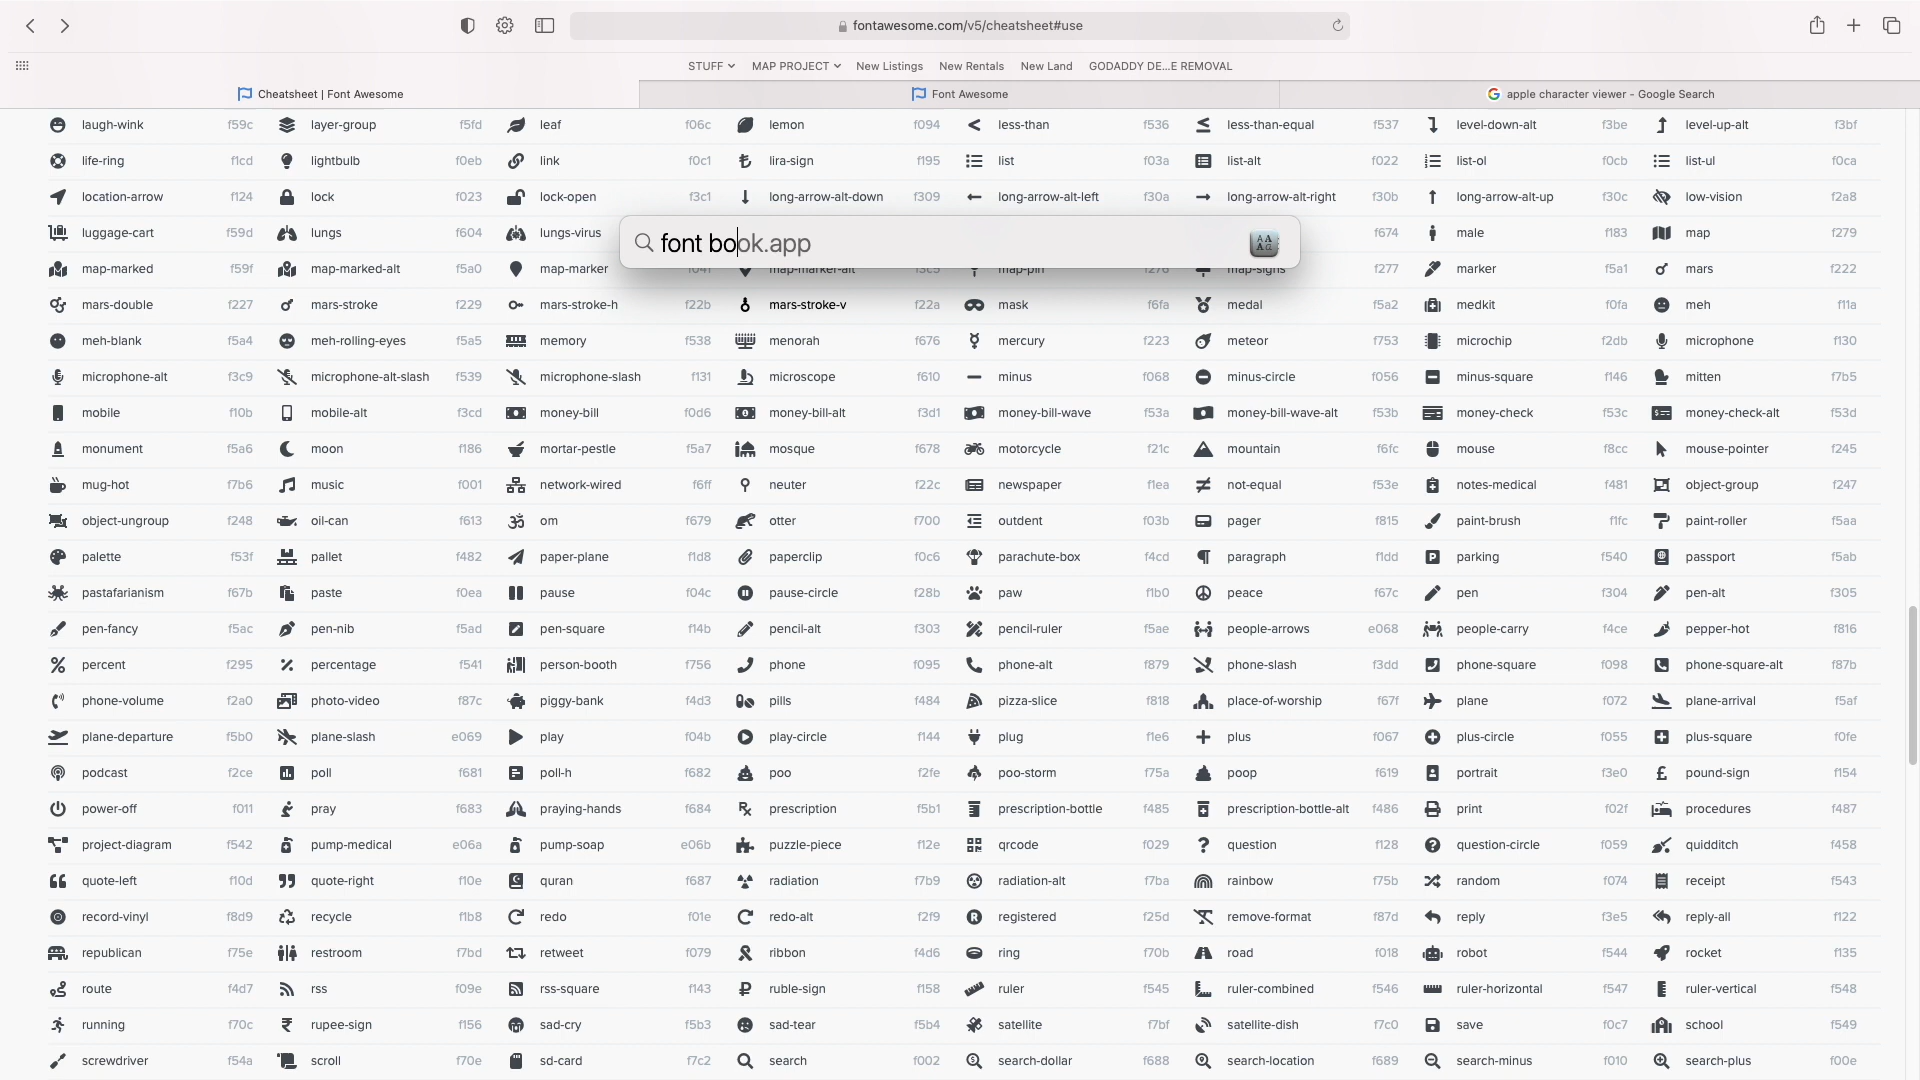 fontawesome.com/v5/cheatsheet#use
STUFF MAP PROJECT New Listings New Rentals New Land GODADDY DE...E REMOVAL
Cheatsheet | Font Awesome Font Awesome apple character viewer - Google Search
laugh-wink f59c layer-group f5fd leaf f06c lemon f094 less-than f536 less-than-equal f537 level-down-alt f3be level-up-alt f3bf
life-ring f1cd lightbulb f0eb link f0c1 lira-sign f195 list f03a list-alt f022 list-ol f0cb list-ul f0ca
location-arrow f124 lock f023 lock-open f3c1 long-arrow-alt-down f309 long-arrow-alt-left f30a long-arrow-alt-right f30b long-arrow-alt-up f30c low-vision f2a8
luggage-cart f59d lungs f604 lungs-virus f674 male f183 map f279
font book.app
map-marked f59f map-marked-alt f5a0 map-marker f041 map-marker-alt f3c5 map-pin f276 map-signs f277 marker f5a1 mars f222
mars-double f227 mars-stroke f229 mars-stroke-h f22b mars-stroke-v f22a mask f6fa medal f5a2 medkit f0fa meh f11a
meh-blank f5a4 meh-rolling-eyes f5a5 memory f538 menorah f676 mercury f223 meteor f753 microchip f2db microphone f130
microphone-alt f3c9 microphone-alt-slash f539 microphone-slash f131 microscope f610 minus f068 minus-circle f056 minus-square f146 mitten f7b5
mobile f10b mobile-alt f3cd money-bill f0d6 money-bill-alt f3d1 money-bill-wave f53a money-bill-wave-alt f53b money-check f53c money-check-alt f53d
monument f5a6 moon f186 mortar-pestle f5a7 mosque f678 motorcycle f21c mountain f6fc mouse f8cc mouse-pointer f245
mug-hot f7b6 music f001 network-wired f6ff neuter f22c newspaper f1ea not-equal f53e notes-medical f481 object-group f247
object-ungroup f248 oil-can f613 om f679 otter f700 outdent f03b pager f815 paint-brush f1fc paint-roller f5aa
palette f53f pallet f482 paper-plane f1d8 paperclip f0c6 parachute-box f4cd paragraph f1dd parking f540 passport f5ab
pastafarianism f67b paste f0ea pause f04c pause-circle f28b paw f1b0 peace f67c pen f304 pen-alt f305
pen-fancy f5ac pen-nib f5ad pen-square f14b pencil-alt f303 pencil-ruler f5ae people-arrows e068 people-carry f4ce pepper-hot f816
percent f295 percentage f541 person-booth f756 phone f095 phone-alt f879 phone-slash f3dd phone-square f098 phone-square-alt f87b
phone-volume f2a0 photo-video f87c piggy-bank f4d3 pills f484 pizza-slice f818 place-of-worship f67f plane f072 plane-arrival f5af
plane-departure f5b0 plane-slash e069 play f04b play-circle f144 plug f1e6 plus f067 plus-circle f055 plus-square f0fe
podcast f2ce poll f681 poll-h f682 poo f2fe poo-storm f75a poop f619 portrait f3e0 pound-sign f154
power-off f011 pray f683 praying-hands f684 prescription f5b1 prescription-bottle f485 prescription-bottle-alt f486 print f02f procedures f487
project-diagram f542 pump-medical e06a pump-soap e06b puzzle-piece f12e qrcode f029 question f128 question-circle f059 quidditch f458
quote-left f10d quote-right f10e quran f687 radiation f7b9 radiation-alt f7ba rainbow f75b random f074 receipt f543
record-vinyl f8d9 recycle f1b8 redo f01e redo-alt f2f9 registered f25d remove-format f87d reply f3e5 reply-all f122
republican f75e restroom f7bd retweet f079 ribbon f4d6 ring f70b road f018 robot f544 rocket f135
route f4d7 rss f09e rss-square f143 ruble-sign f158 ruler f545 ruler-combined f546 ruler-horizontal f547 ruler-vertical f548
running f70c rupee-sign f156 sad-cry f5b3 sad-tear f5b4 satellite f7bf satellite-dish f7c0 save f0c7 school f549
screwdriver f54a scroll f70e sd-card f7c2 search f002 search-dollar f688 search-location f689 search-minus f010 search-plus f00e